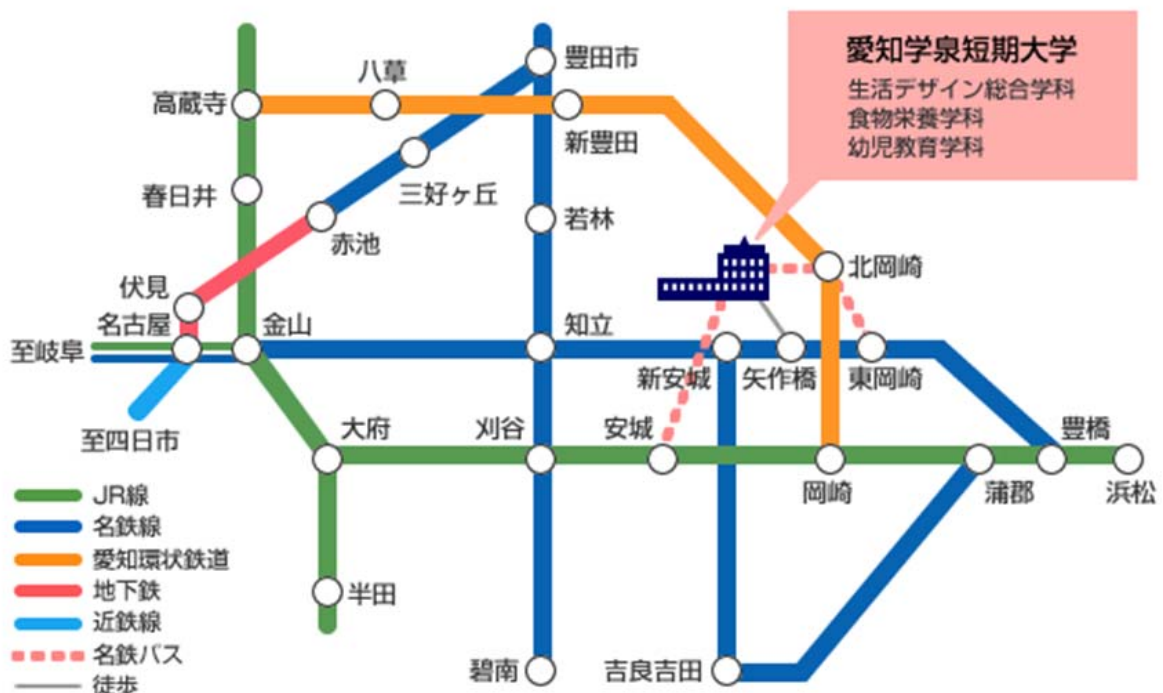 愛知学泉短期大学
生活デザイン総合学科
食物栄養学科
幼児教育学科
豊田市
八草
高蔵寺
新豊田
三好ヶ丘
春日井
若林
赤池
北岡崎
伏見
名古屋
金山
知立
至岐阜
新安城
矢作橋
東岡崎
至四日市
大府
刈谷
安城
豊橋
岡崎
蒲郡
浜松
JR線
名鉄線
愛知環状鉄道
地下鉄
近鉄線
名鉄バス
徒歩
半田
碧南
吉良吉田